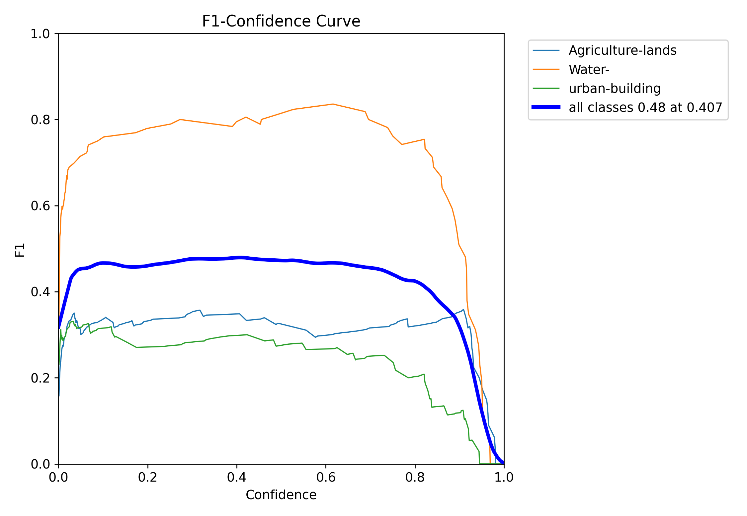 F1-Confidence Curve
1.0
0.8
0.6
0.4
0.2
0.0
F1
0.0 0.2 0.4 0.6 0.8 1.0
Confidence
Agriculture-lands
Water-
urban-building
all classes 0.48 at 0.407